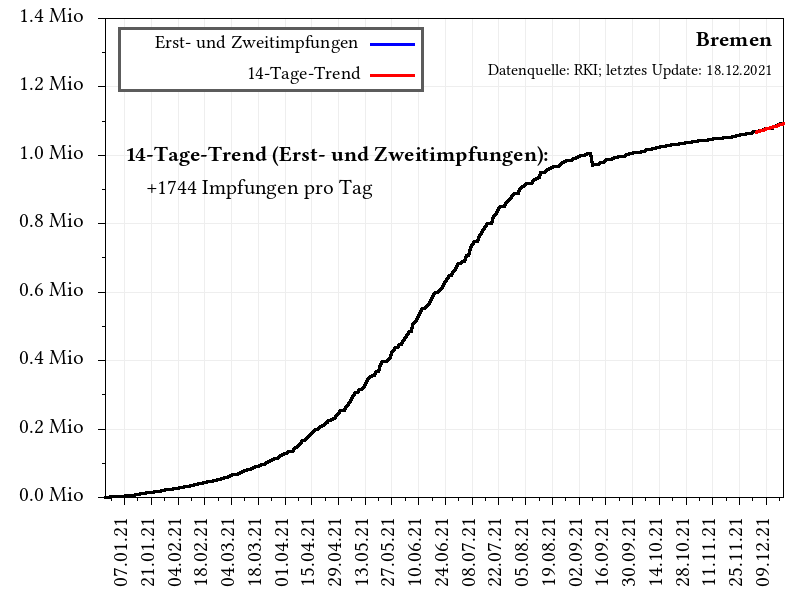 Bremen
Datenquelle: RKI; letztes Update: 18.12.2021
Erst- und Zweitimpfungen
14-Tage-Trend
14-Tage-Trend (Erst- und Zweitimpfungen):
+1744 Impfungen pro Tag
1.4 Mio
1.2 Mio
1.0 Mio
0.8 Mio
0.6 Mio
0.4 Mio
0.2 Mio
0.0 Mio
07.01.21
21.01.21
04.02.21
18.02.21
04.03.21
18.03.21
01.04.21
15.04.21
29.04.21
13.05.21
27.05.21
10.06.21
24.06.21
08.07.21
22.07.21
05.08.21
19.08.21
02.09.21
16.09.21
30.09.21
14.10.21
28.10.21
11.11.21
25.11.21
09.12.21